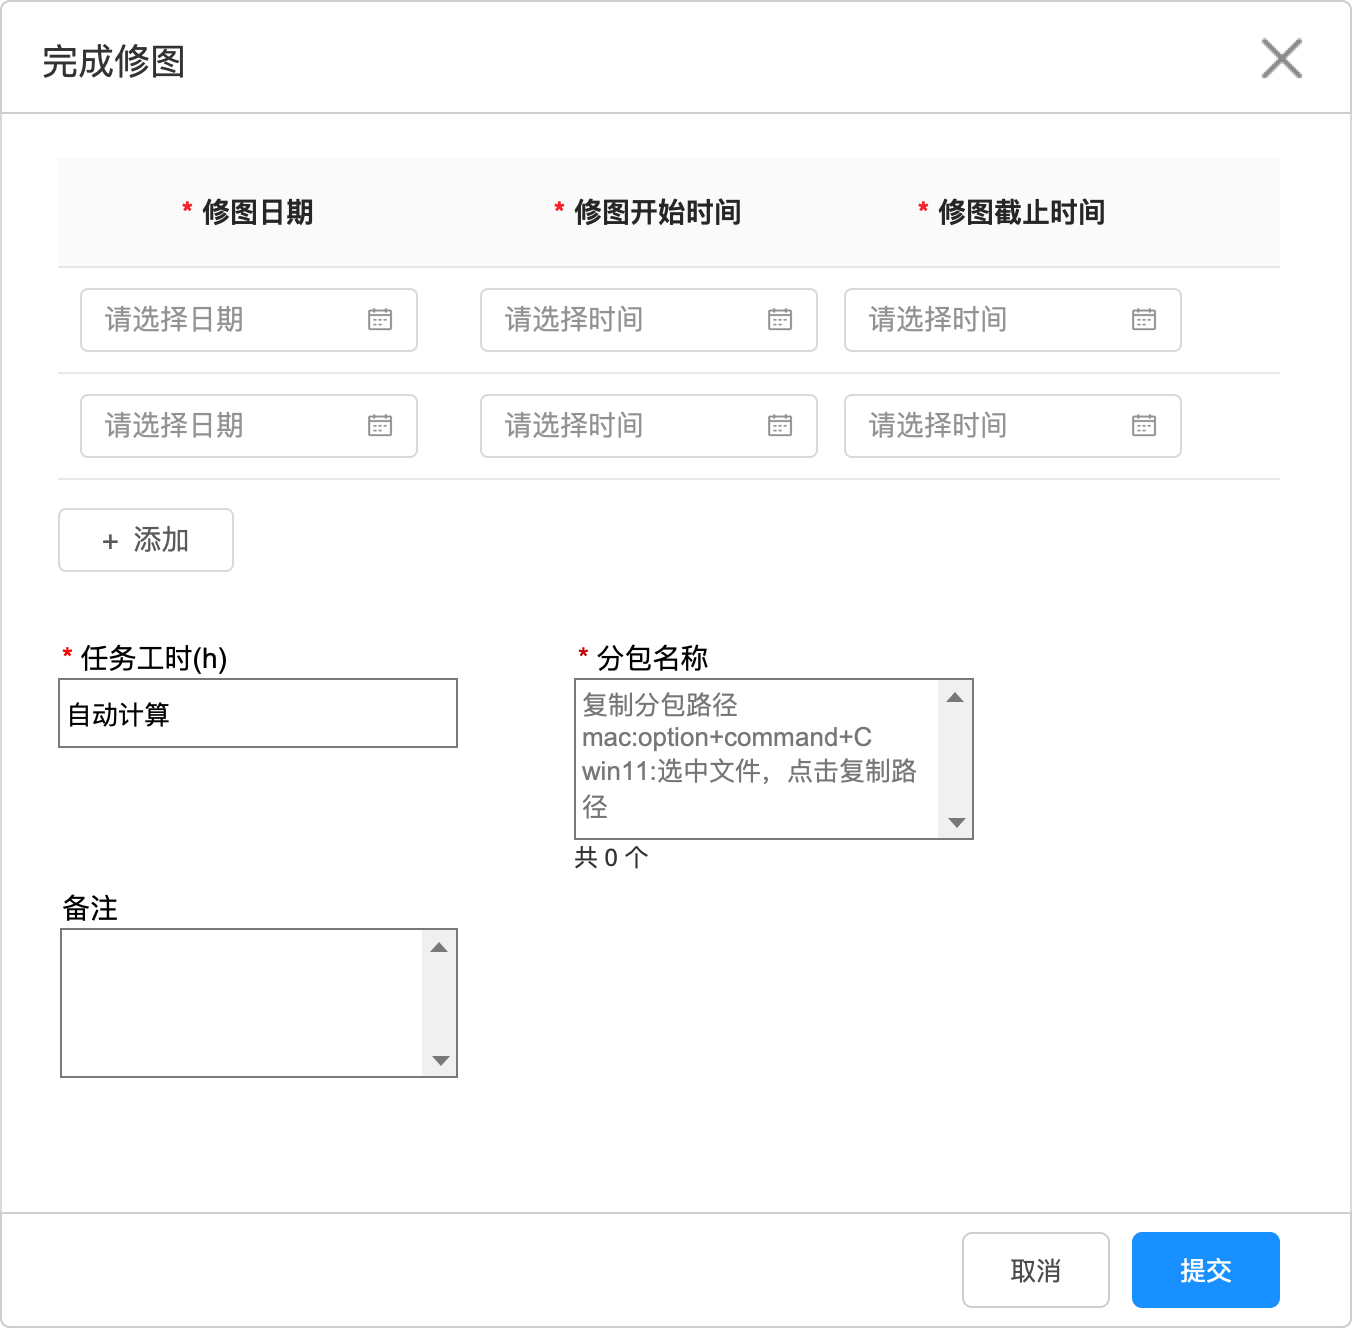 完成修图
* 修图日期 * 修图开始时间 * 修图截止时间
请选择日期 请选择时间 请选择时间
请选择日期 请选择时间 请选择时间
+ 添加
* 任务工时(h) * 分包名称
自动计算
复制分包路径
mac:option+command+C
win11:选中文件，点击复制路
径
共 0 个
备注
取消 提交